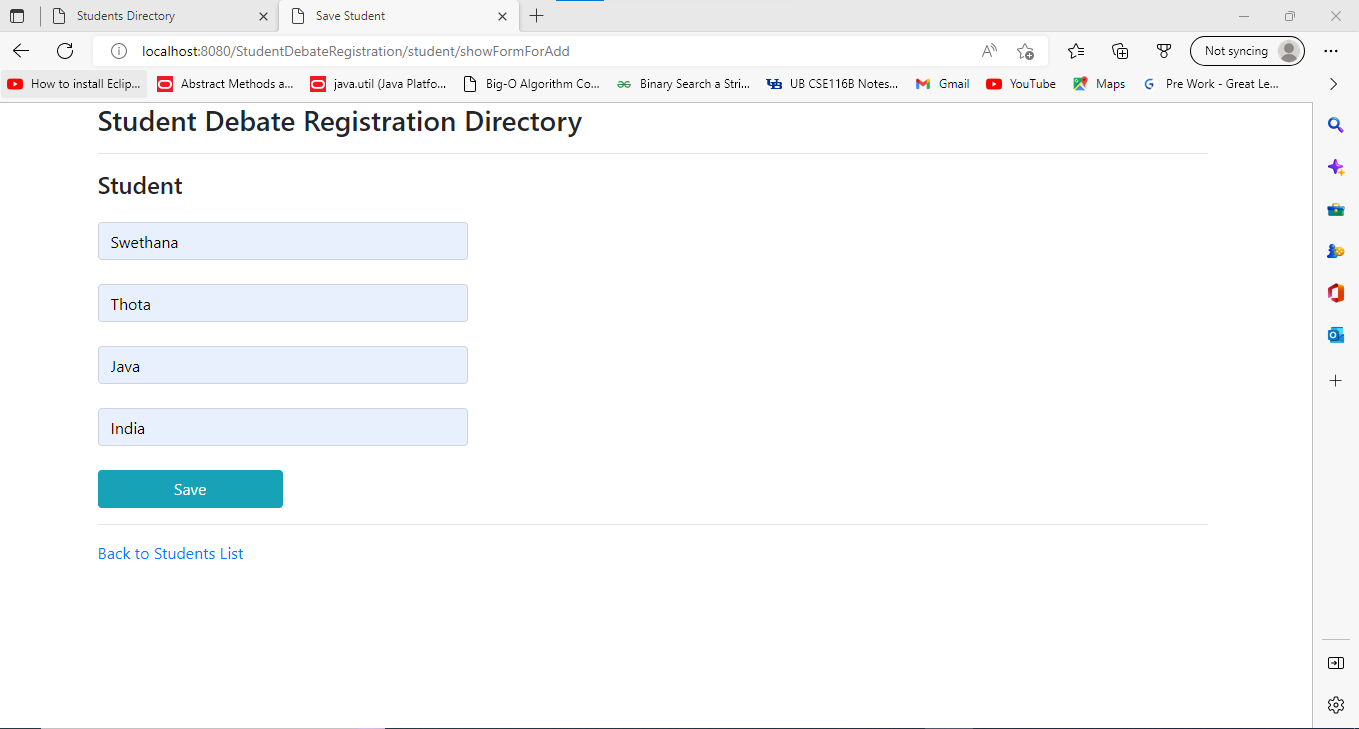 Students Directory
Save Student
localhost:8080/StudentDebateRegistration/student/showFormForAdd
Not syncing
How to install Eclip...
Abstract Methods a...
java.util (Java Platfo...
Big-O Algorithm Co...
Binary Search a Stri...
UB CSE116B Notes...
Gmail
YouTube
Maps
Pre Work - Great Le...
Student Debate Registration Directory
Student
Swethana
Thota
Java
India
Save
Back to Students List